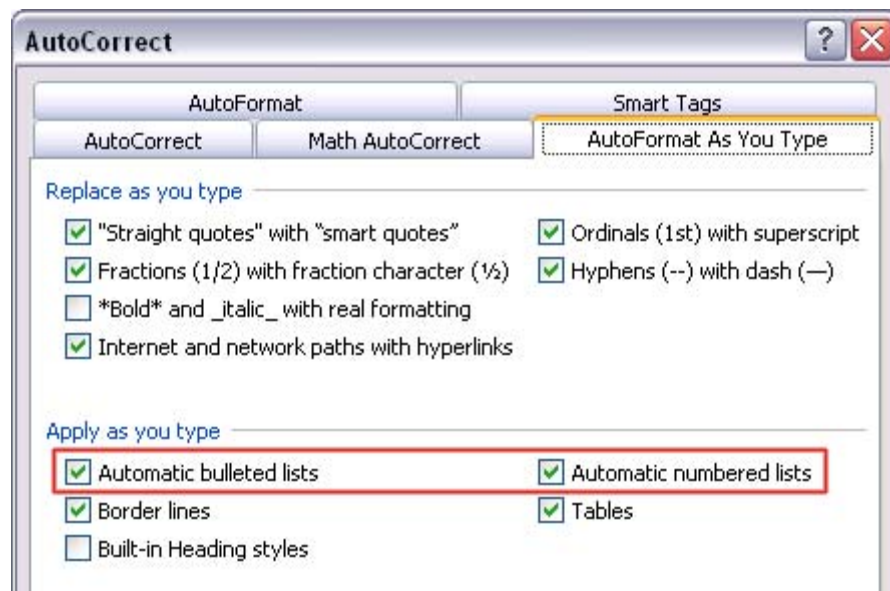 AutoCorrect
AutoFormat Smart Tags
AutoCorrect Math AutoCorrect AutoFormat As You Type
Replace as you type
"Straight quotes" with “smart quotes” Ordinals (1st) with superscript
Fractions (1/2) with fraction character (½) Hyphens (--) with dash (—)
*Bold* and _italic_ with real formatting
Internet and network paths with hyperlinks
Apply as you type
Automatic bulleted lists Automatic numbered lists
Border lines Tables
Built-in Heading styles